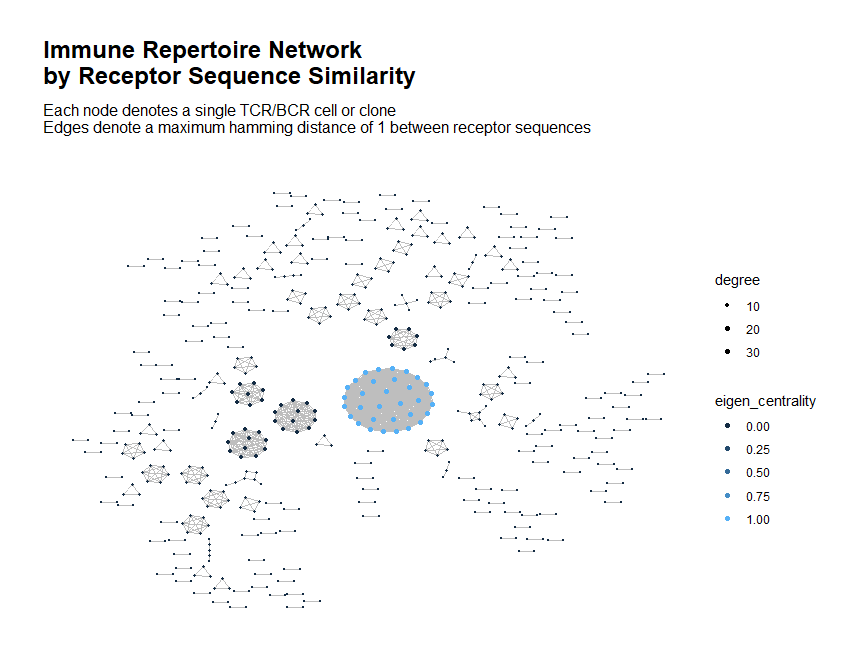 Immune Repertoire Network
by Receptor Sequence Similarity
Each node denotes a single TCR/BCR cell or clone
Edges denote a maximum hamming distance of 1 between receptor sequences
degree
10
20
30
eigen_centrality
0.00
0.25
0.50
0.75
1.00